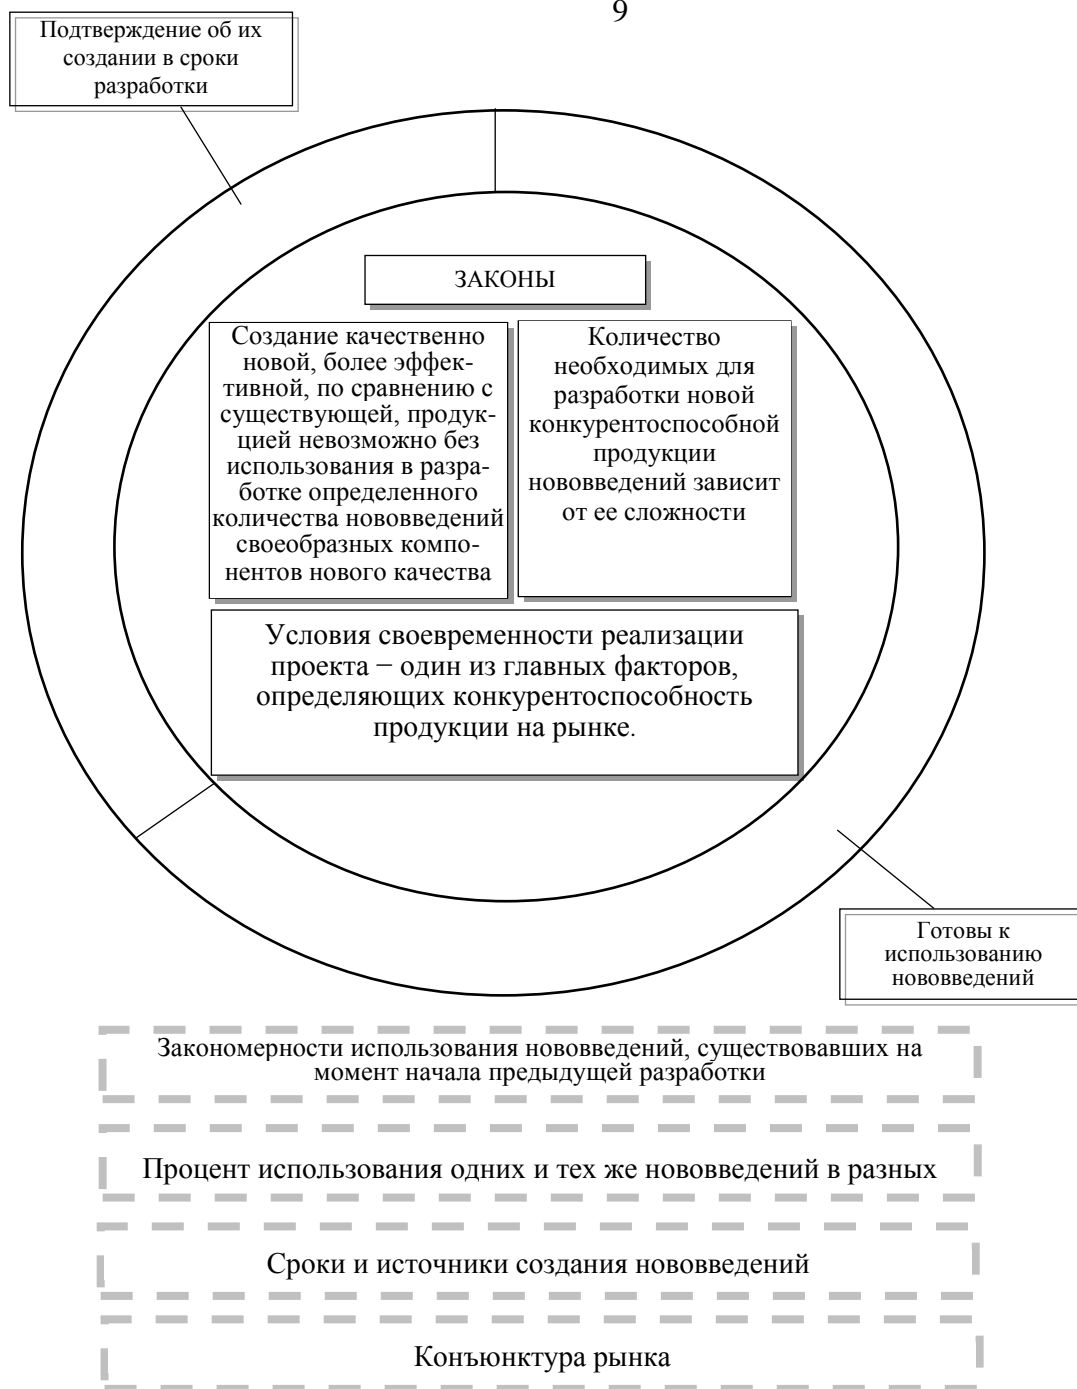 9
Подтверждение об их
создании в сроки
разработки
ЗАКОНЫ
Создание качественно
новой, более эффек-
тивной, по сравнению с
существующей, продук-
цией невозможно без
использования в разра-
ботке определенного
количества нововведений
своеобразных компо-
нентов нового качества
Количество
необходимых для
разработки новой
конкурентоспособной
продукции
нововведений зависит
от ее сложности
Условия своевременности реализации
проекта – один из главных факторов,
определяющих конкурентоспособность
продукции на рынке.
Готовы к
использованию
нововведений
Закономерности использования нововведений, существовавших на
момент начала предыдущей разработки
Процент использования одних и тех же нововведений в разных
Сроки и источники создания нововведений
Конъюнктура рынка